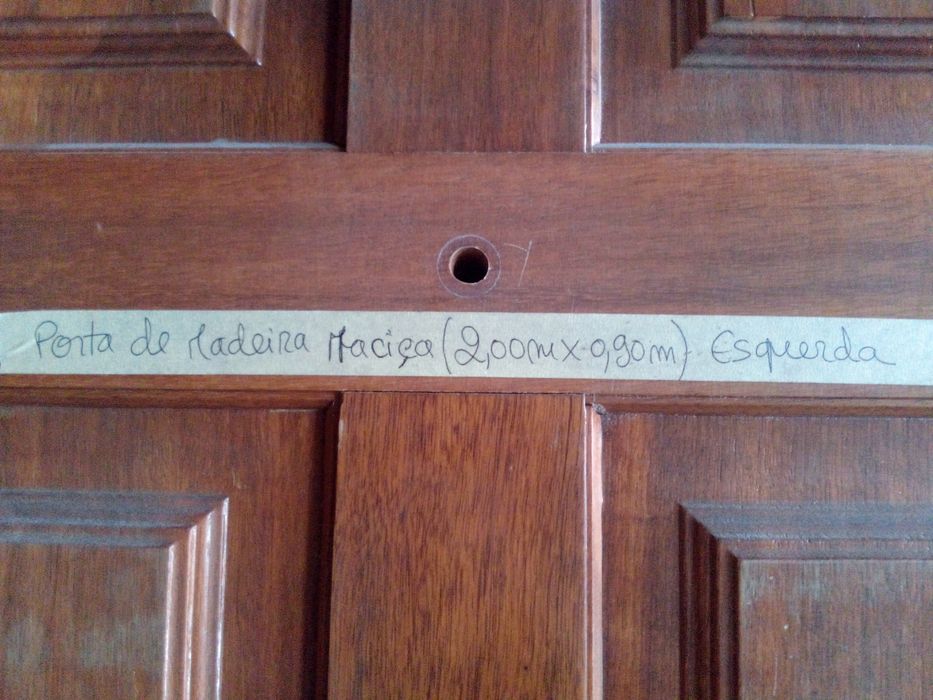 Porta de Madeira Maciça (2,00m x 0,90m) - Esquerda